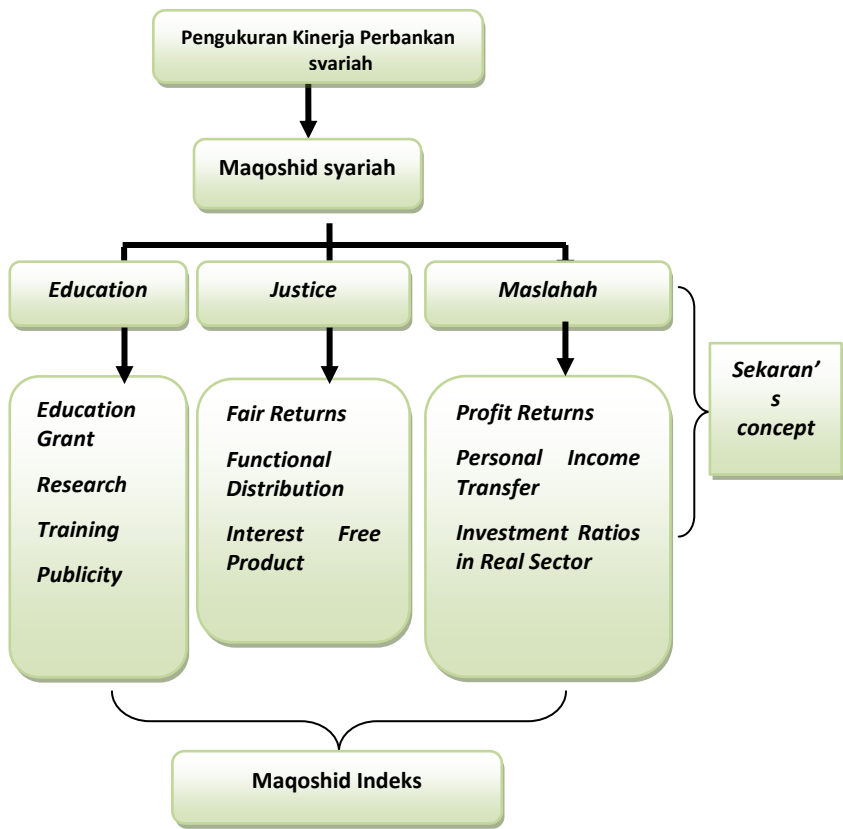 Pengukuran Kinerja Perbankan
svariah
Maqoshid syariah
Education
Justice
Maslahah
Education
Grant
Research
Training
Publicity
Fair Returns
Functional
Distribution
Interest Free
Product
Profit Returns
Personal Income
Transfer
Investment Ratios
in Real Sector
Sekaran’
s
concept
Maqoshid Indeks